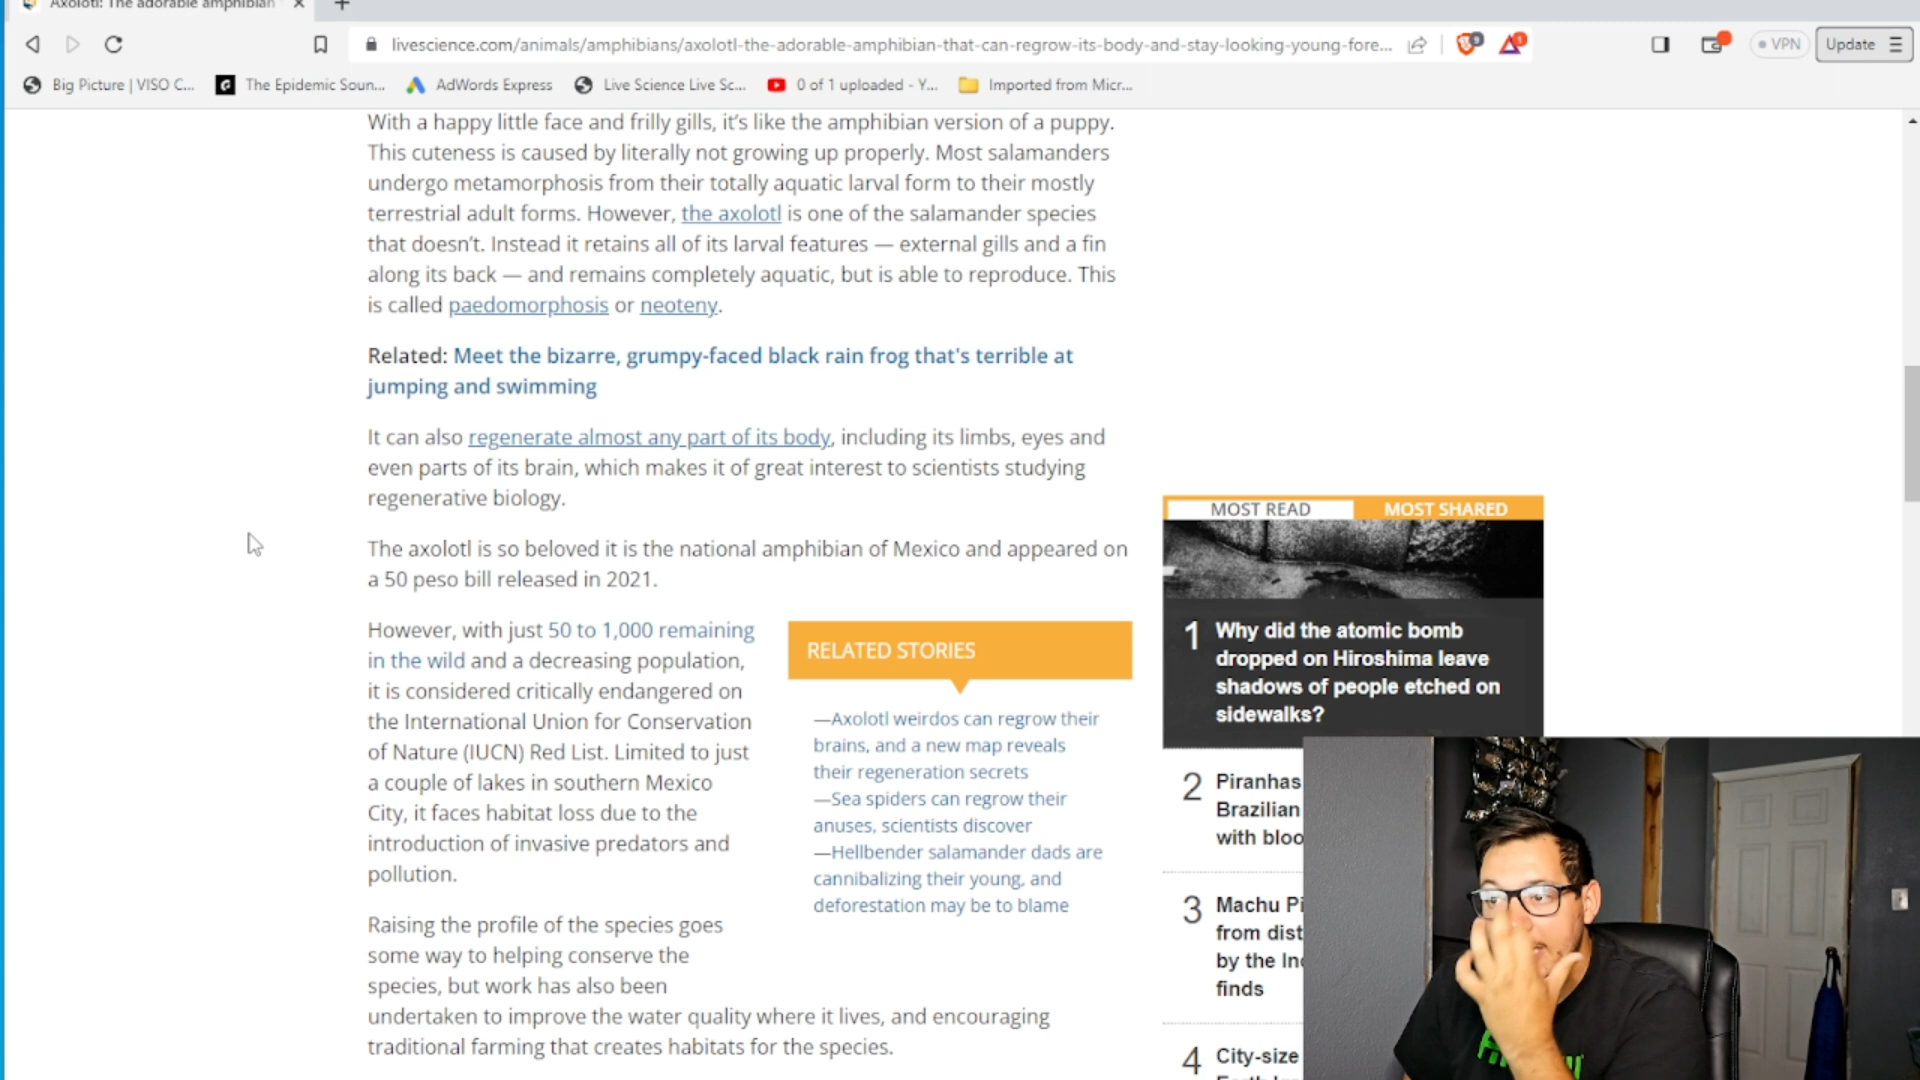 Axolotl: The adorable amphibian
livescience.com/animals/amphibians/axolotl-the-adorable-amphibian-that-can-regrow-its-body-and-stay-looking-young-fore...
VPN
Update
Big Picture | VISO C...
The Epidemic Soun...
AdWords Express
Live Science Live Sc...
0 of 1 uploaded - Y...
Imported from Micr...
With a happy little face and frilly gills, it’s like the amphibian version of a puppy.
This cuteness is caused by literally not growing up properly. Most salamanders
undergo metamorphosis from their totally aquatic larval form to their mostly
terrestrial adult forms. However, the axolotl is one of the salamander species
that doesn’t. Instead it retains all of its larval features — external gills and a fin
along its back — and remains completely aquatic, but is able to reproduce. This
is called paedomorphosis or neoteny.
Related: Meet the bizarre, grumpy-faced black rain frog that's terrible at
jumping and swimming
It can also regenerate almost any part of its body, including its limbs, eyes and
even parts of its brain, which makes it of great interest to scientists studying
regenerative biology.
The axolotl is so beloved it is the national amphibian of Mexico and appeared on
a 50 peso bill released in 2021.
However, with just 50 to 1,000 remaining
in the wild and a decreasing population,
it is considered critically endangered on
the International Union for Conservation
of Nature (IUCN) Red List. Limited to just
a couple of lakes in southern Mexico
City, it faces habitat loss due to the
introduction of invasive predators and
pollution.
Raising the profile of the species goes
some way to helping conserve the
species, but work has also been
undertaken to improve the water quality where it lives, and encouraging
traditional farming that creates habitats for the species.
RELATED STORIES
—Axolotl weirdos can regrow their
brains, and a new map reveals
their regeneration secrets
—Sea spiders can regrow their
anuses, scientists discover
—Hellbender salamander dads are
cannibalizing their young, and
deforestation may be to blame
MOST READ
MOST SHARED
1 Why did the atomic bomb
dropped on Hiroshima leave
shadows of people etched on
sidewalks?
2 Piranhas
Brazilian
with bloo
3 Machu Pi
from dist
by the In
finds
4 City-size